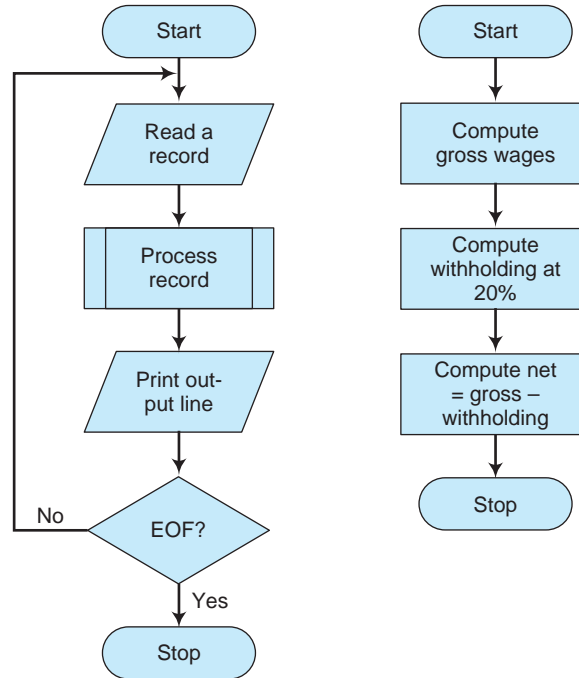 Start
Read a
record
Process
record
Print out-
put line
No
EOF?
Yes
Stop
Start
Compute
gross wages
Compute
withholding at
20%
Compute net
= gross –
withholding
Stop